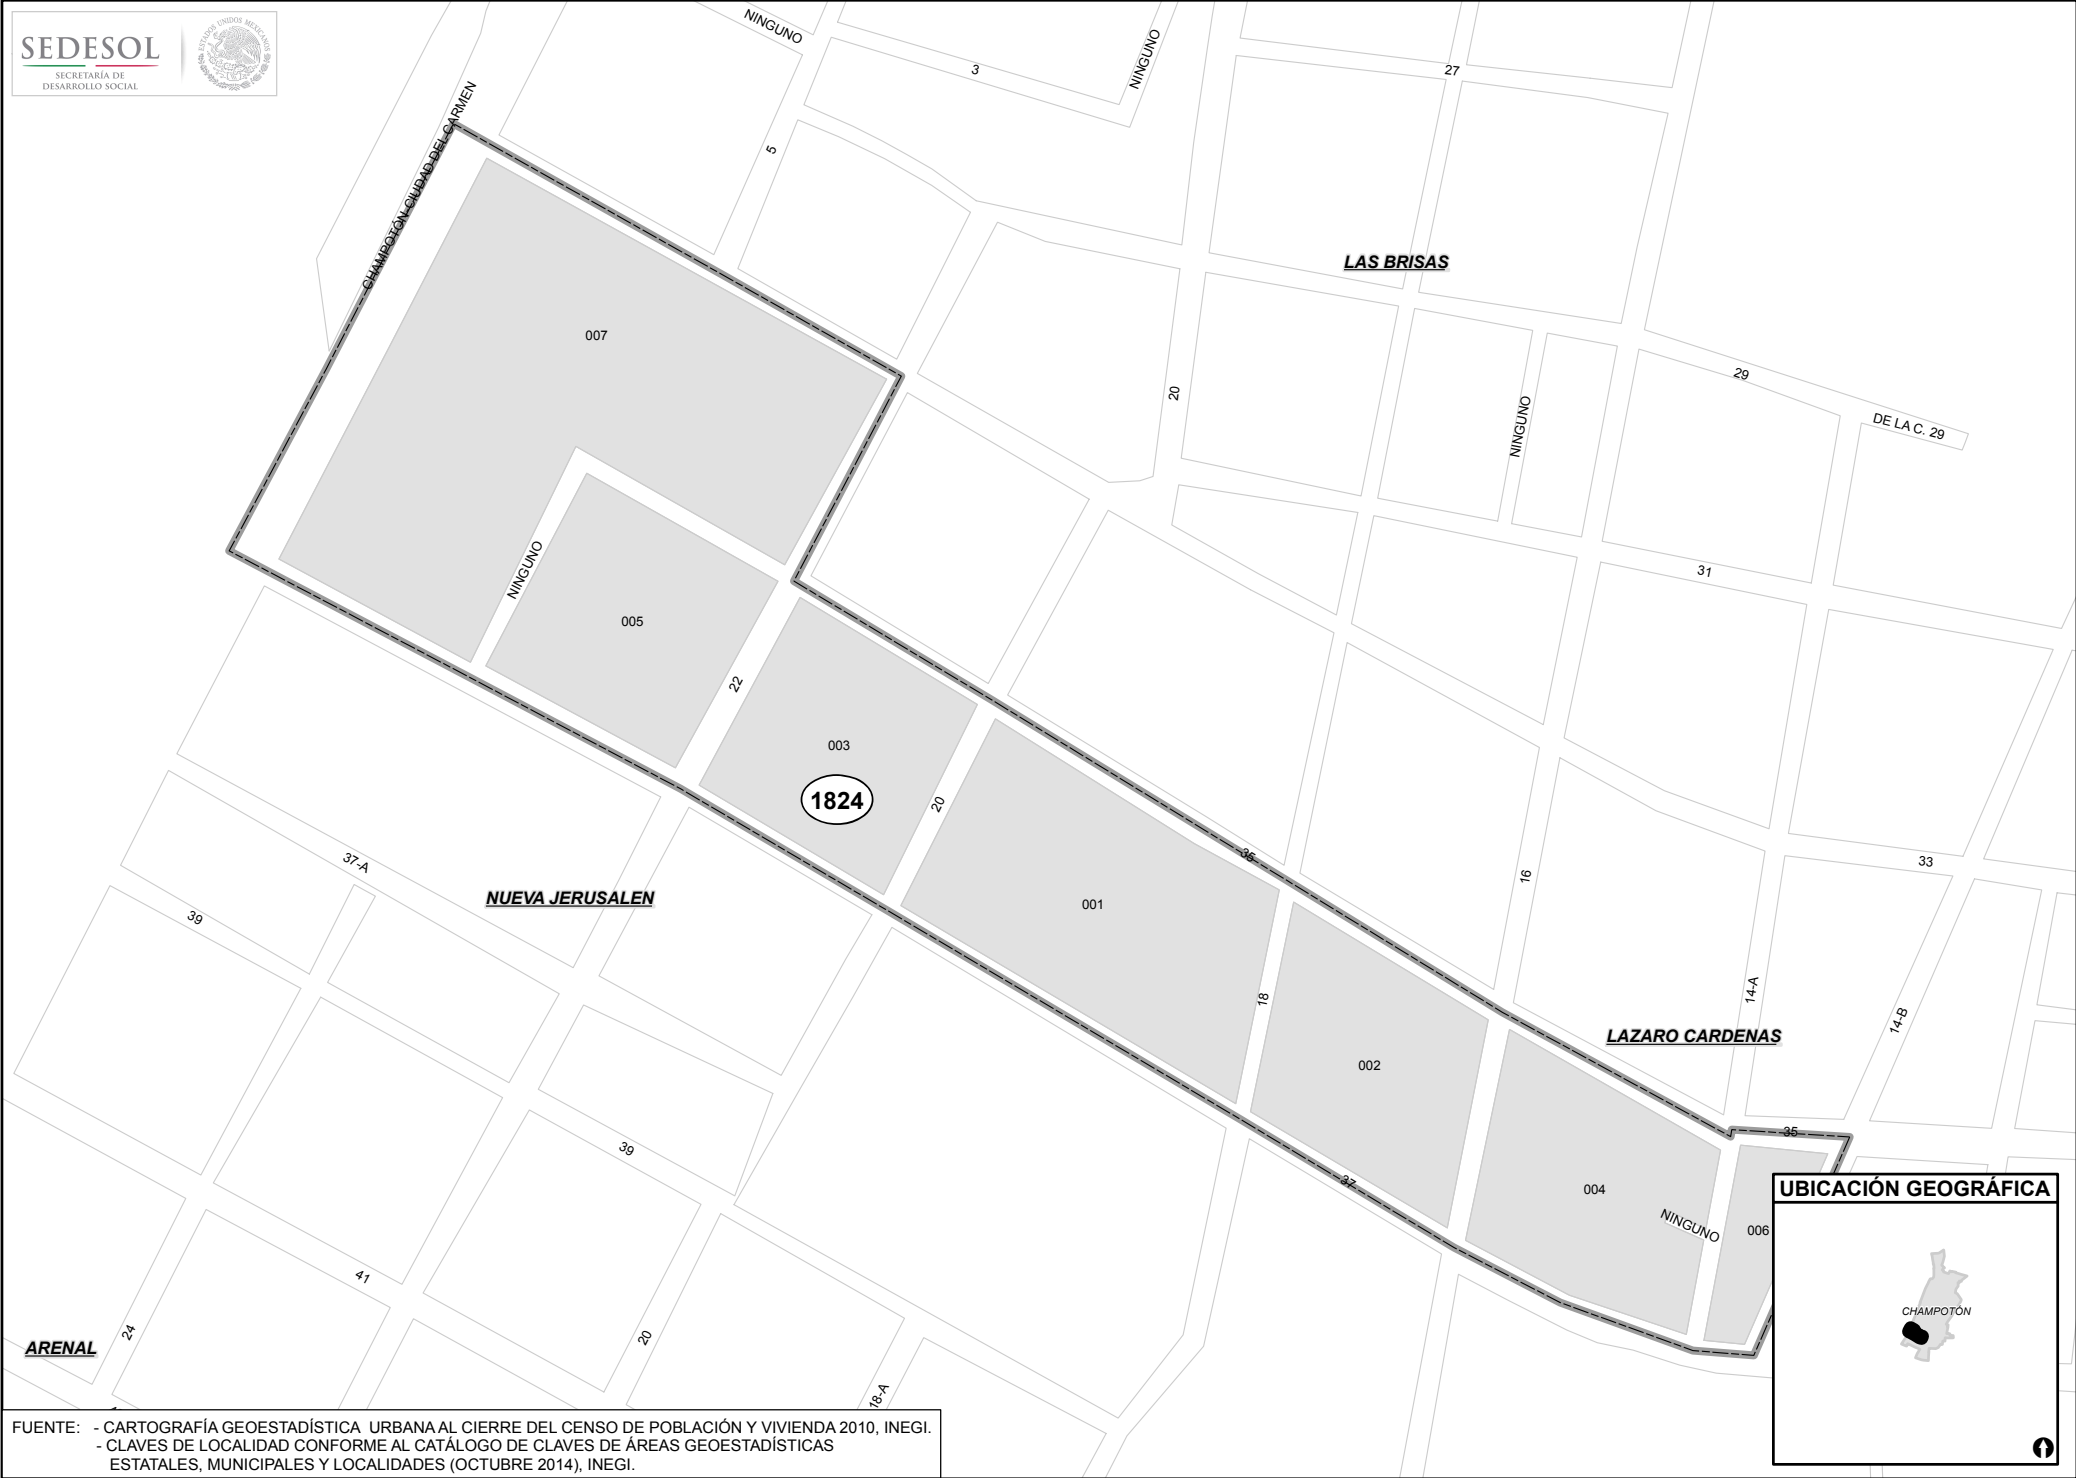 SEDESOL
SECRETARÍA DE
DESARROLLO SOCIAL
ESTADOS UNIDOS MEXICANOS
NINGUNO
3
NINGUNO
27
CHAMPOTÓN-CIUDAD DEL CARMEN
5
LAS BRISAS
007
20
29
NINGUNO
DE LA C. 29
NINGUNO
31
005
22
003
1824
20
35
37-A
33
NUEVA JERUSALEN
16
001
39
18
14-A
14-B
LAZARO CARDENAS
002
35
39
37
004
UBICACIÓN GEOGRÁFICA
NINGUNO
006
41
CHAMPOTÓN
24
20
ARENAL
18-A
FUENTE: - CARTOGRAFÍA GEOESTADÍSTICA URBANA AL CIERRE DEL CENSO DE POBLACIÓN Y VIVIENDA 2010, INEGI.
- CLAVES DE LOCALIDAD CONFORME AL CATÁLOGO DE CLAVES DE ÁREAS GEOESTADÍSTICAS
ESTATALES, MUNICIPALES Y LOCALIDADES (OCTUBRE 2014), INEGI.